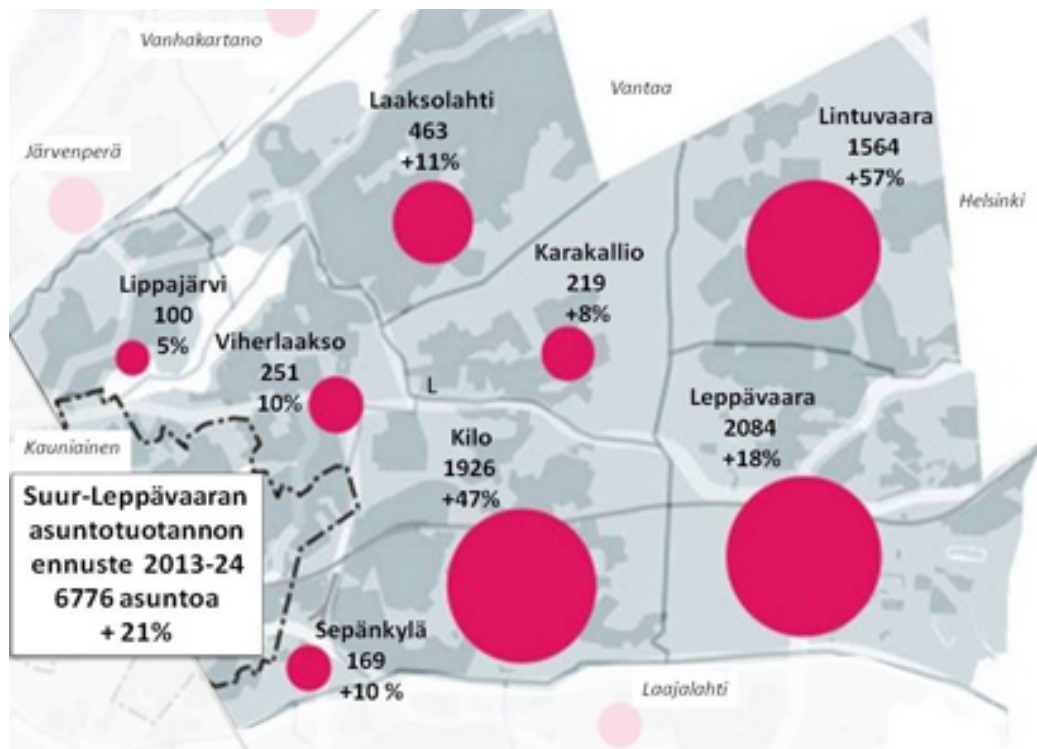 Vanhakartano
Laaksolahti
463
+11%
Vantaa
Lintuvaara
1564
+57%
Järvenperä
Helsinki
Karakallio
219
+8%
Lippajärvi
100
5%
Viherlaakso
251
10%
L
Leppävaara
2084
+18%
Kilo
1926
+47%
Kauniainen
Suur-Leppävaaran
asuntotuotannon
ennuste 2013-24
6776 asuntoa
+ 21%
Sepänkylä
169
+10 %
Laajalahti